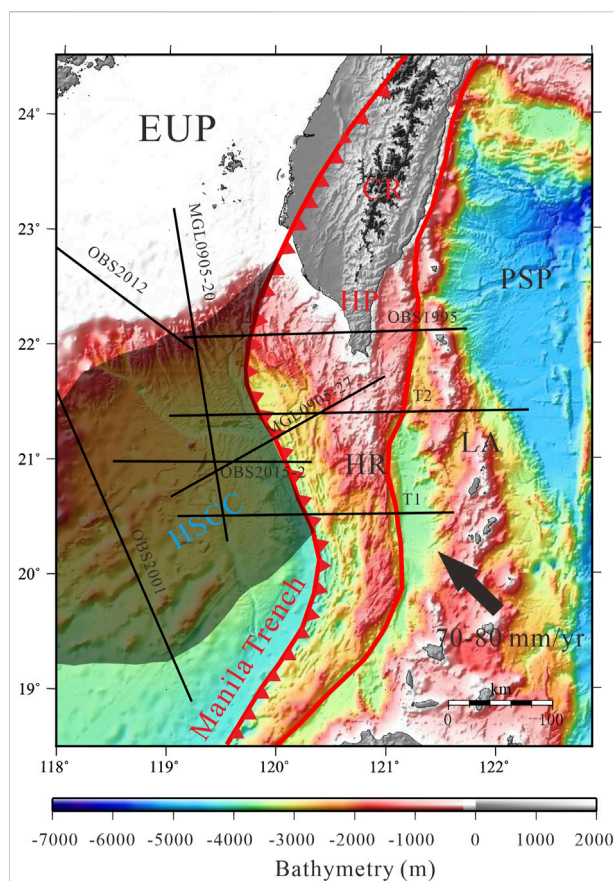 24°
EUP
CR
23°
MGL0905-20
OBS2012
PSP
HP
OBS1995
22°
MGL0905-27
T2
LA
21°
OBS2015-2
HR
HSCC
T1
OBS2001
20°
70-80 mm/yr
Manila Trench
19°
km
0 100
118°
119°
120°
121°
122°
-7000 -6000 -5000 -4000 -3000 -2000 -1000 0 1000 2000
Bathymetry (m)